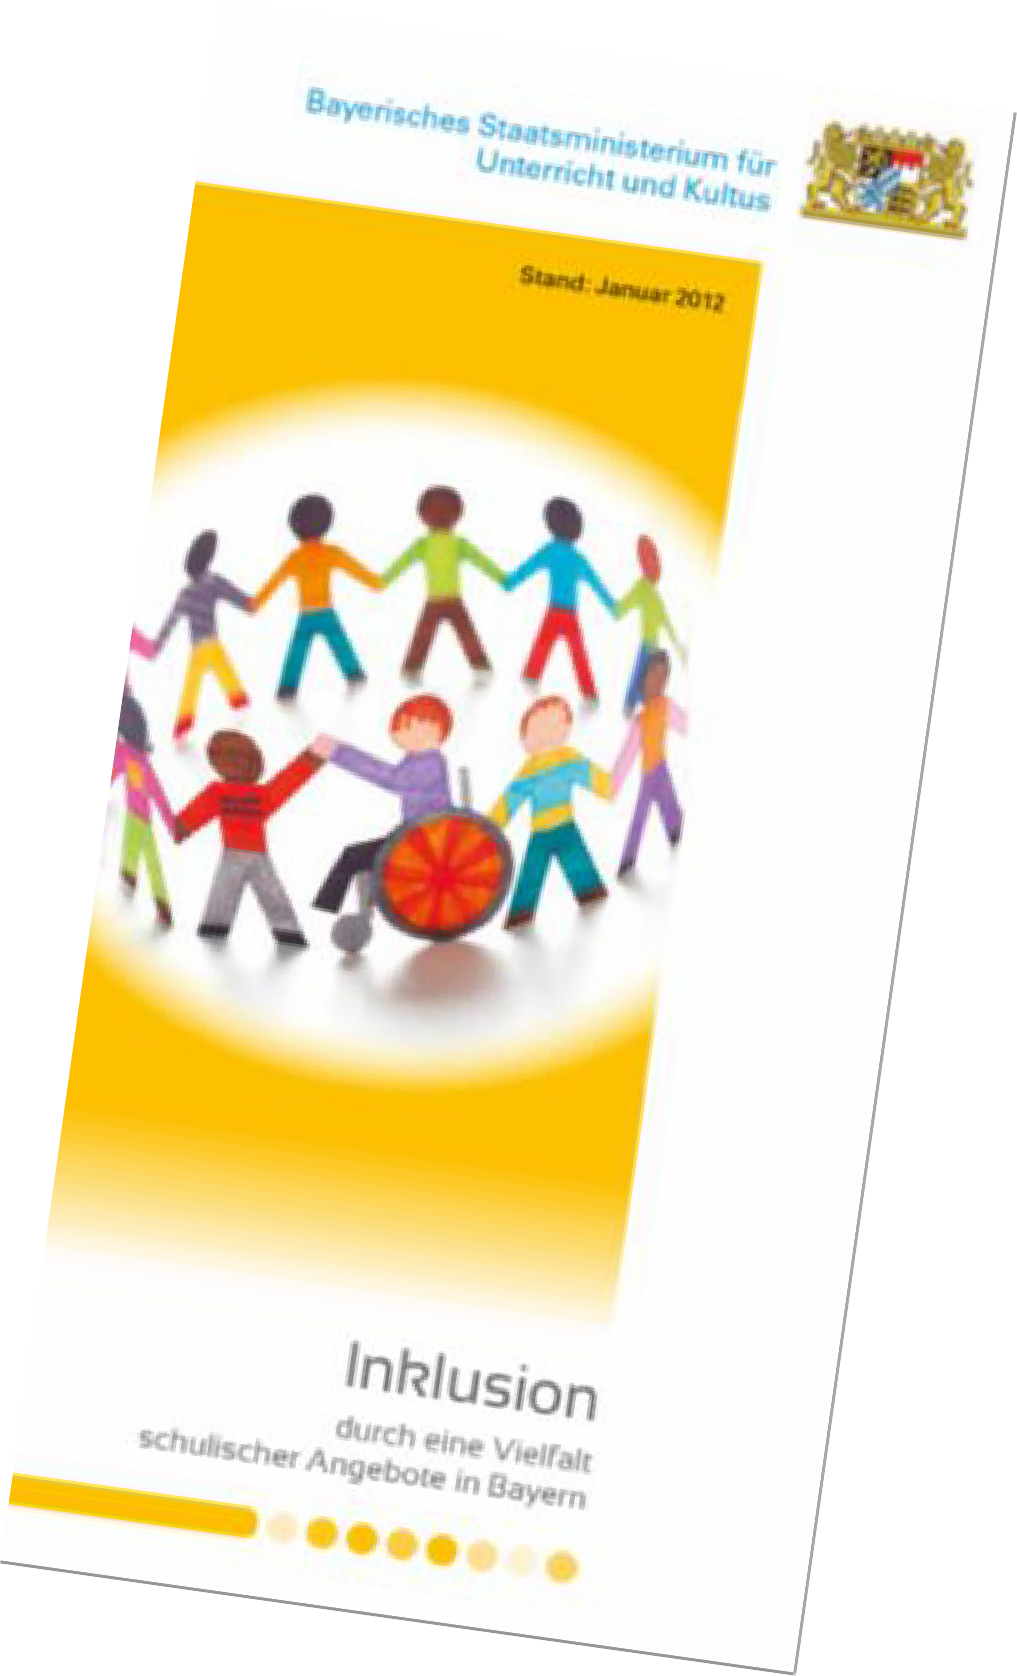 Bayerisches Staatsministerium für
Unterricht und Kultus
Stand: Januar 2012
Inklusion
durch eine Vielfalt
schulischer Angebote in Bayern